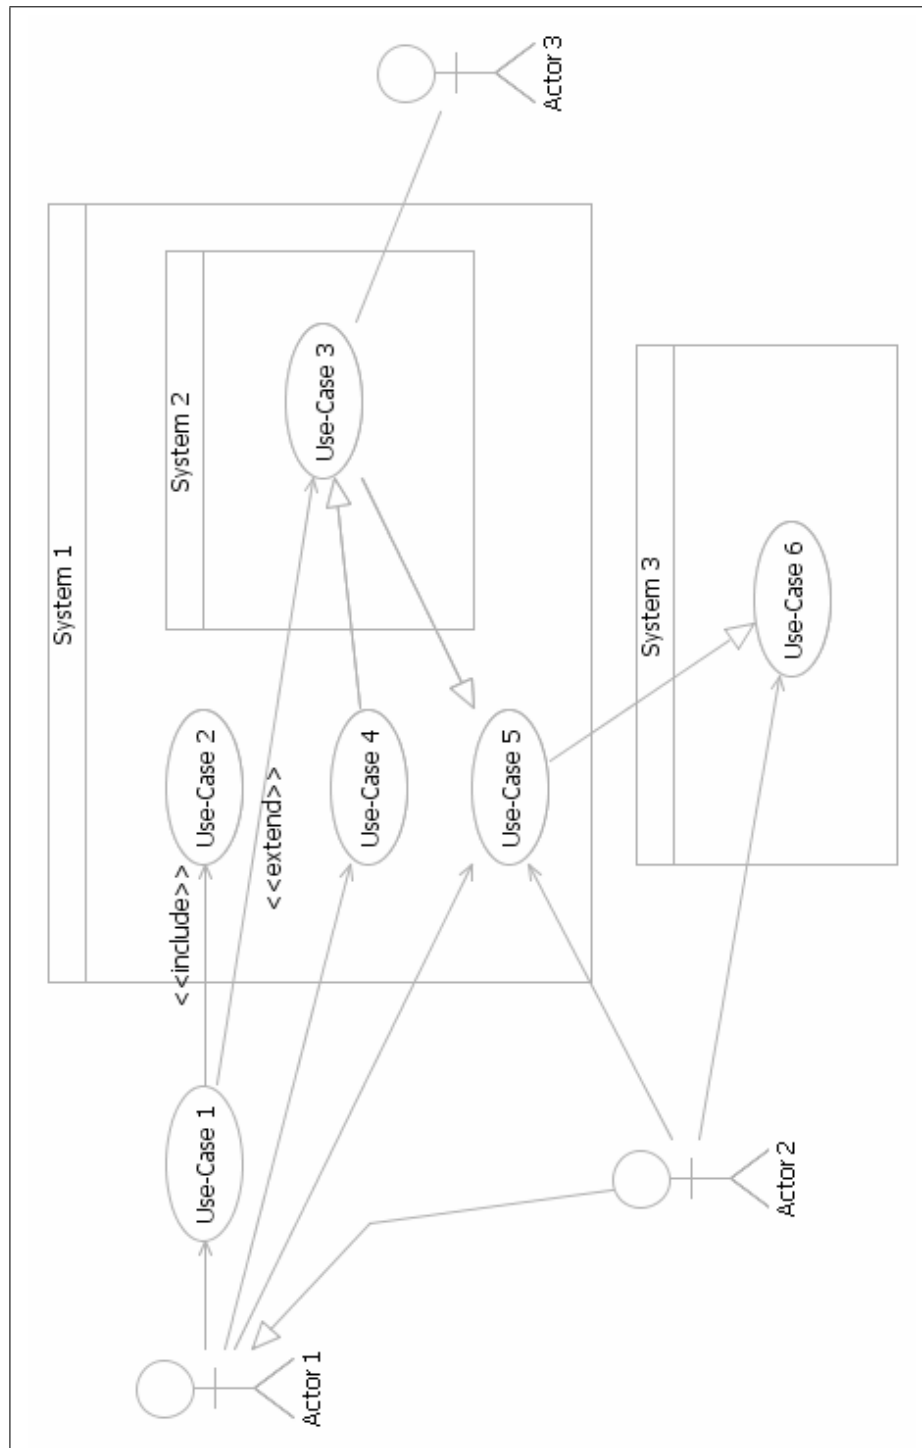 System 1
System 2
System 3
Actor 1
Use-Case 1
<<include>>
Use-Case 2
<<extend>>
Use-Case 3
Actor 3
Use-Case 4
Use-Case 5
Use-Case 6
Actor 2